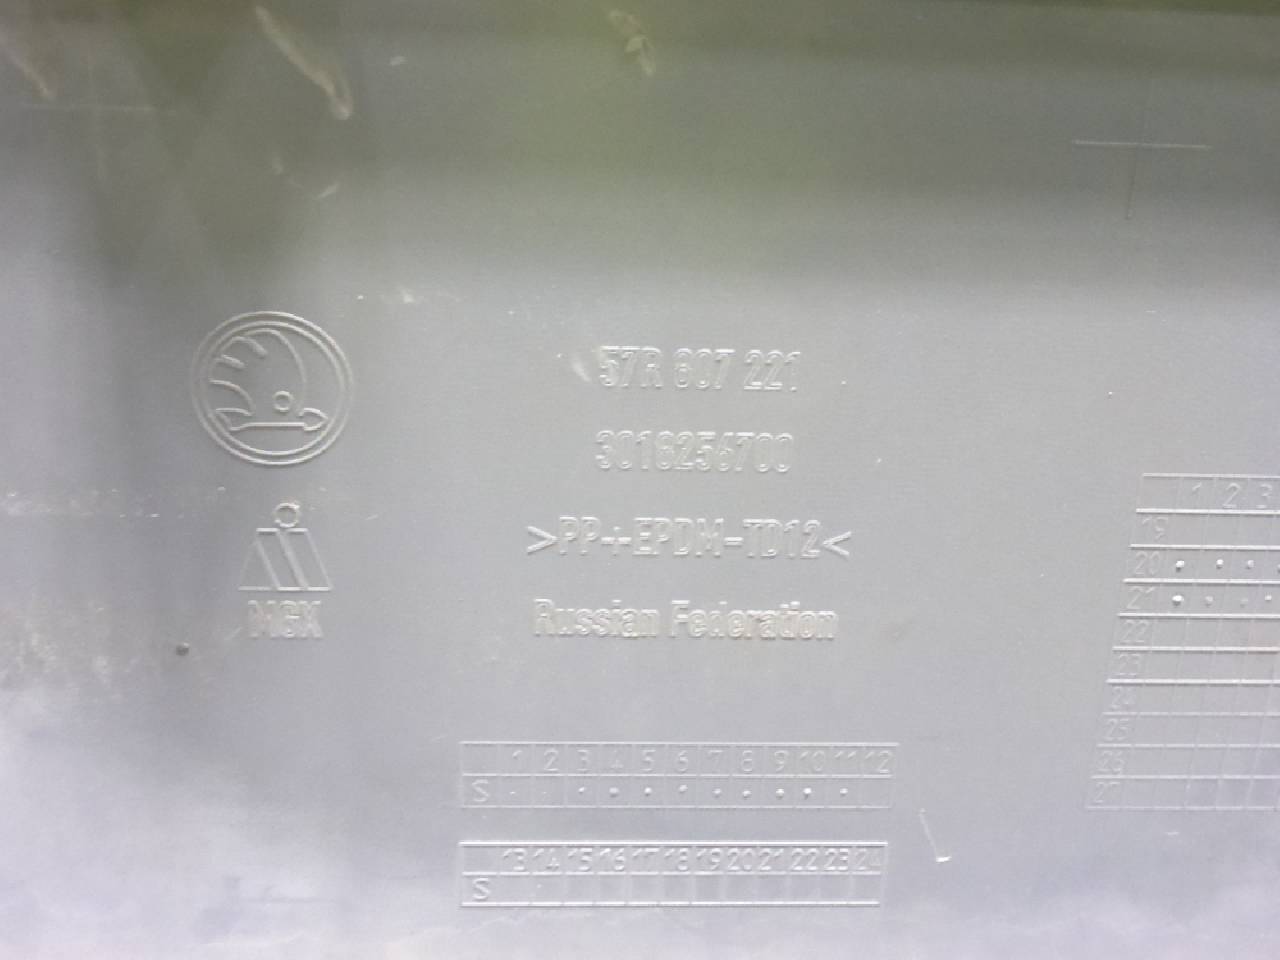 57R 807 221
3018256700
>PP+EPDM-TD12<
Russian Federation
MGX
1 2 3 4 5 6 7 8 9 10 11 12
S
13 14 15 16 17 18 19 20 21 22 23 24
S
1 2 3
19
20
21
22
23
24
25
26
27